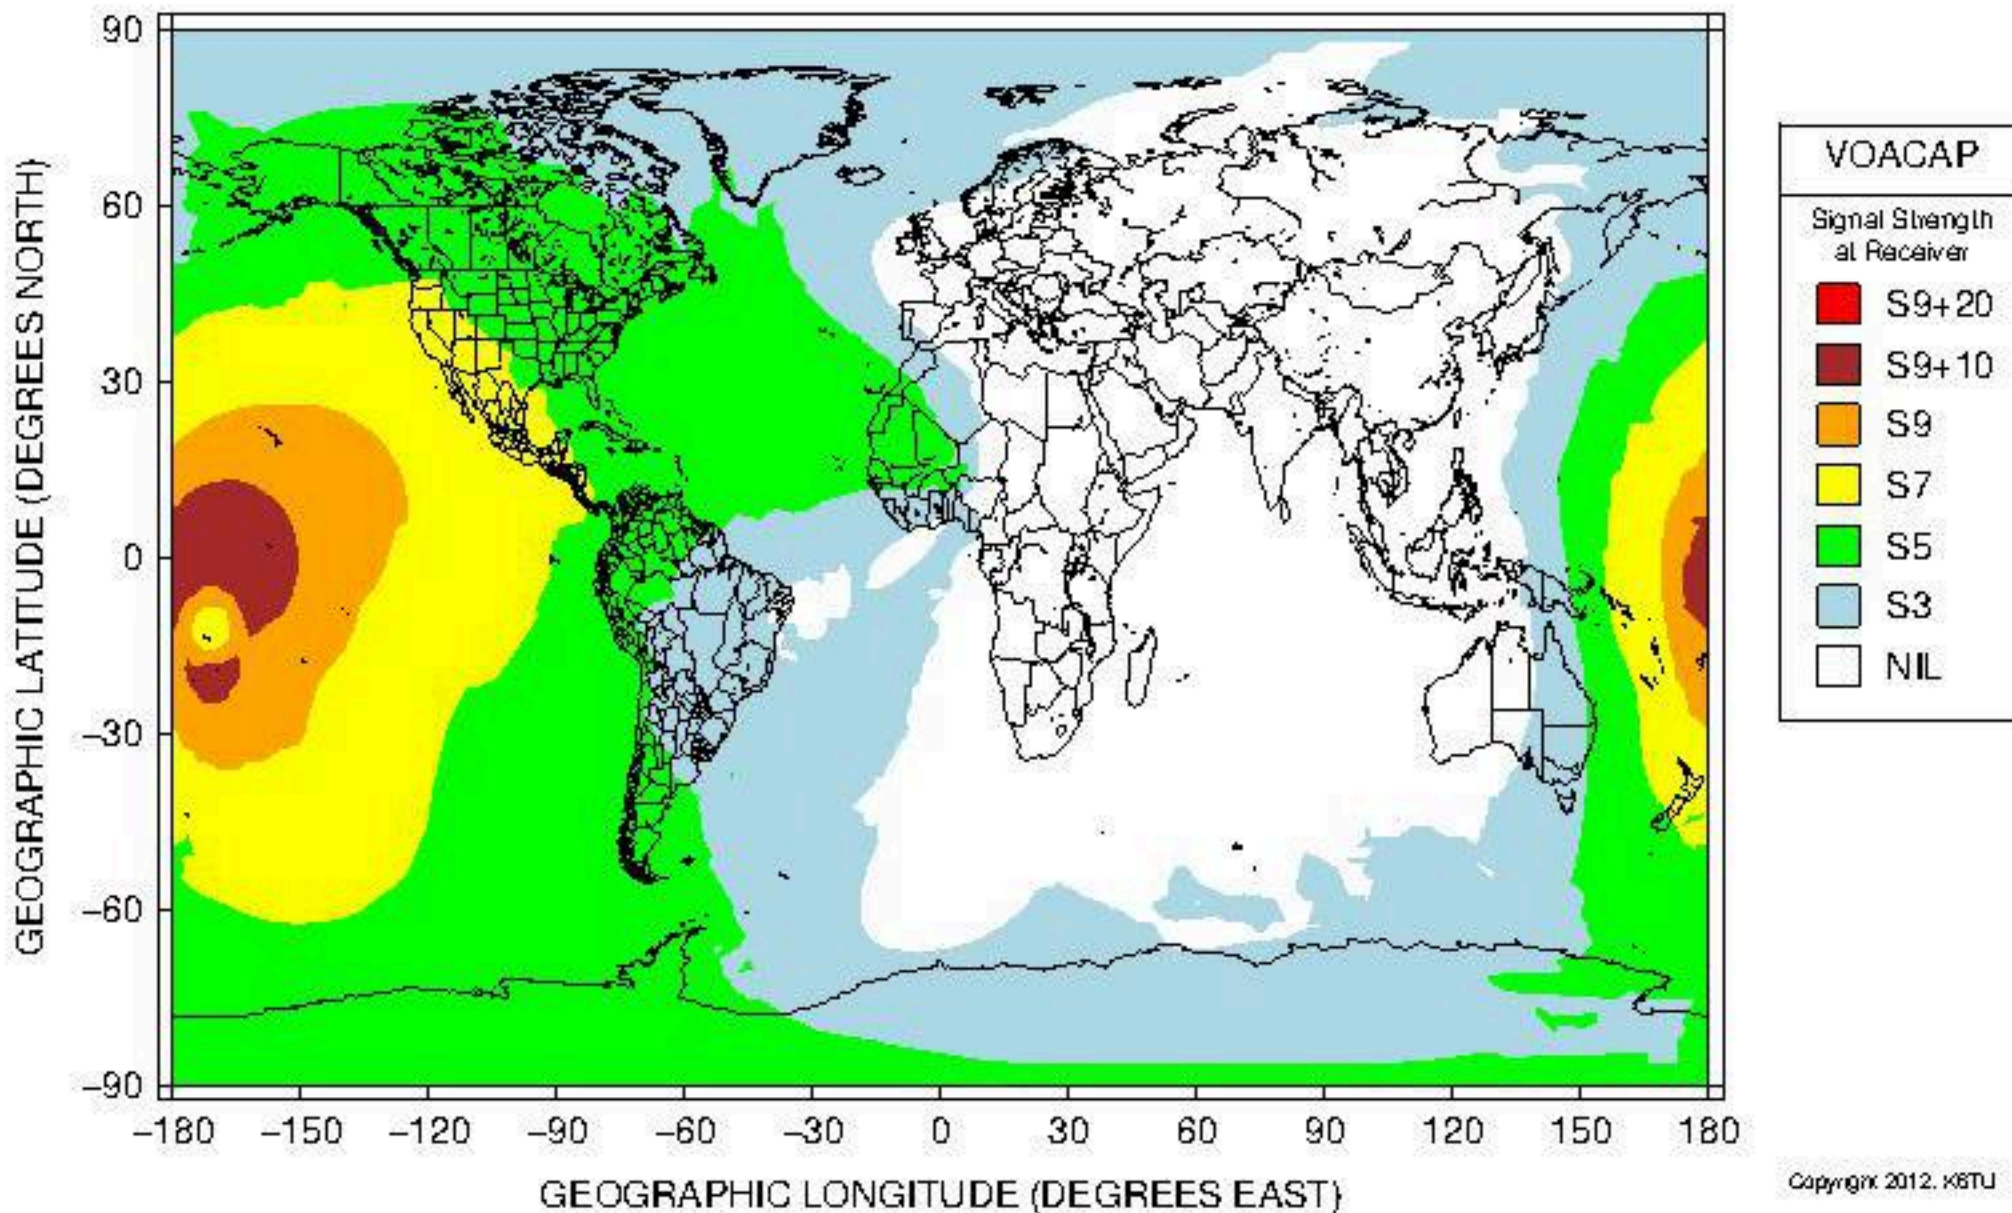 GEOGRAPHIC LATITUDE (DEGREES NORTH)
90
60
30
0
−30
−60
−90
−180 −150 −120 −90 −60 −30 0 30 60 90 120 150 180
GEOGRAPHIC LONGITUDE (DEGREES EAST)
VOACAP
Signal Strength
at Receiver
S9+20
S9+10
S9
S7
S5
S3
NIL
Copyright 2012, K6TU